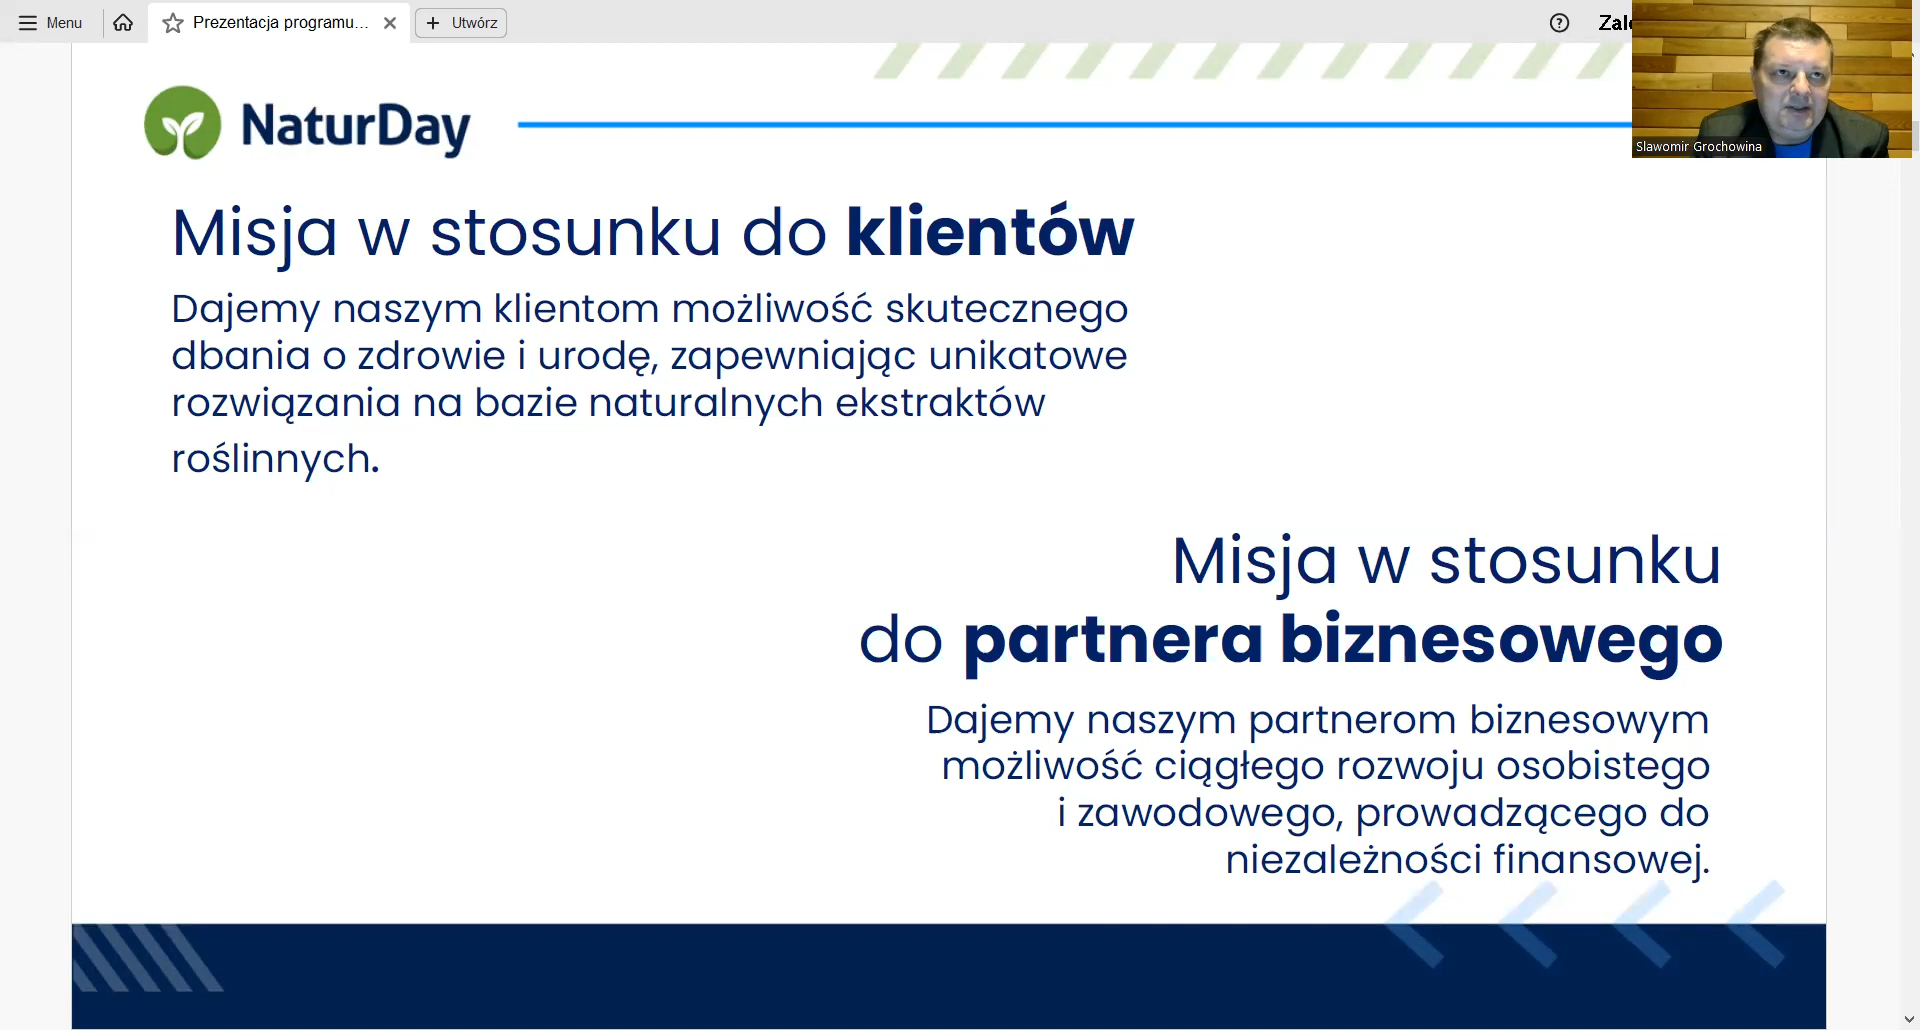 Menu
Prezentacja programu...
Utwórz
Zal
Slawomir Grochowina
NaturDay
Misja w stosunku do klientów
Dajemy naszym klientom możliwość skutecznego
dbania o zdrowie i urodę, zapewniając unikatowe
rozwiązania na bazie naturalnych ekstraktów
roślinnych.
Misja w stosunku
do partnera biznesowego
Dajemy naszym partnerom biznesowym
możliwość ciągłego rozwoju osobistego
i zawodowego, prowadzącego do
niezależności finansowej.